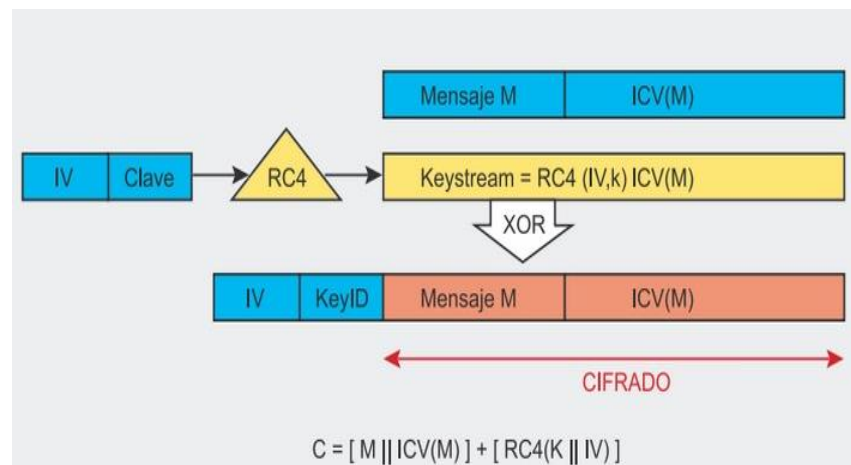 Mensaje M ICV(M)
IV Clave RC4 Keystream = RC4 (IV,k) ICV(M)
XOR
IV KeyID Mensaje M ICV(M)
CIFRADO
C = [ M || ICV(M) ] + [ RC4(K || IV) ]